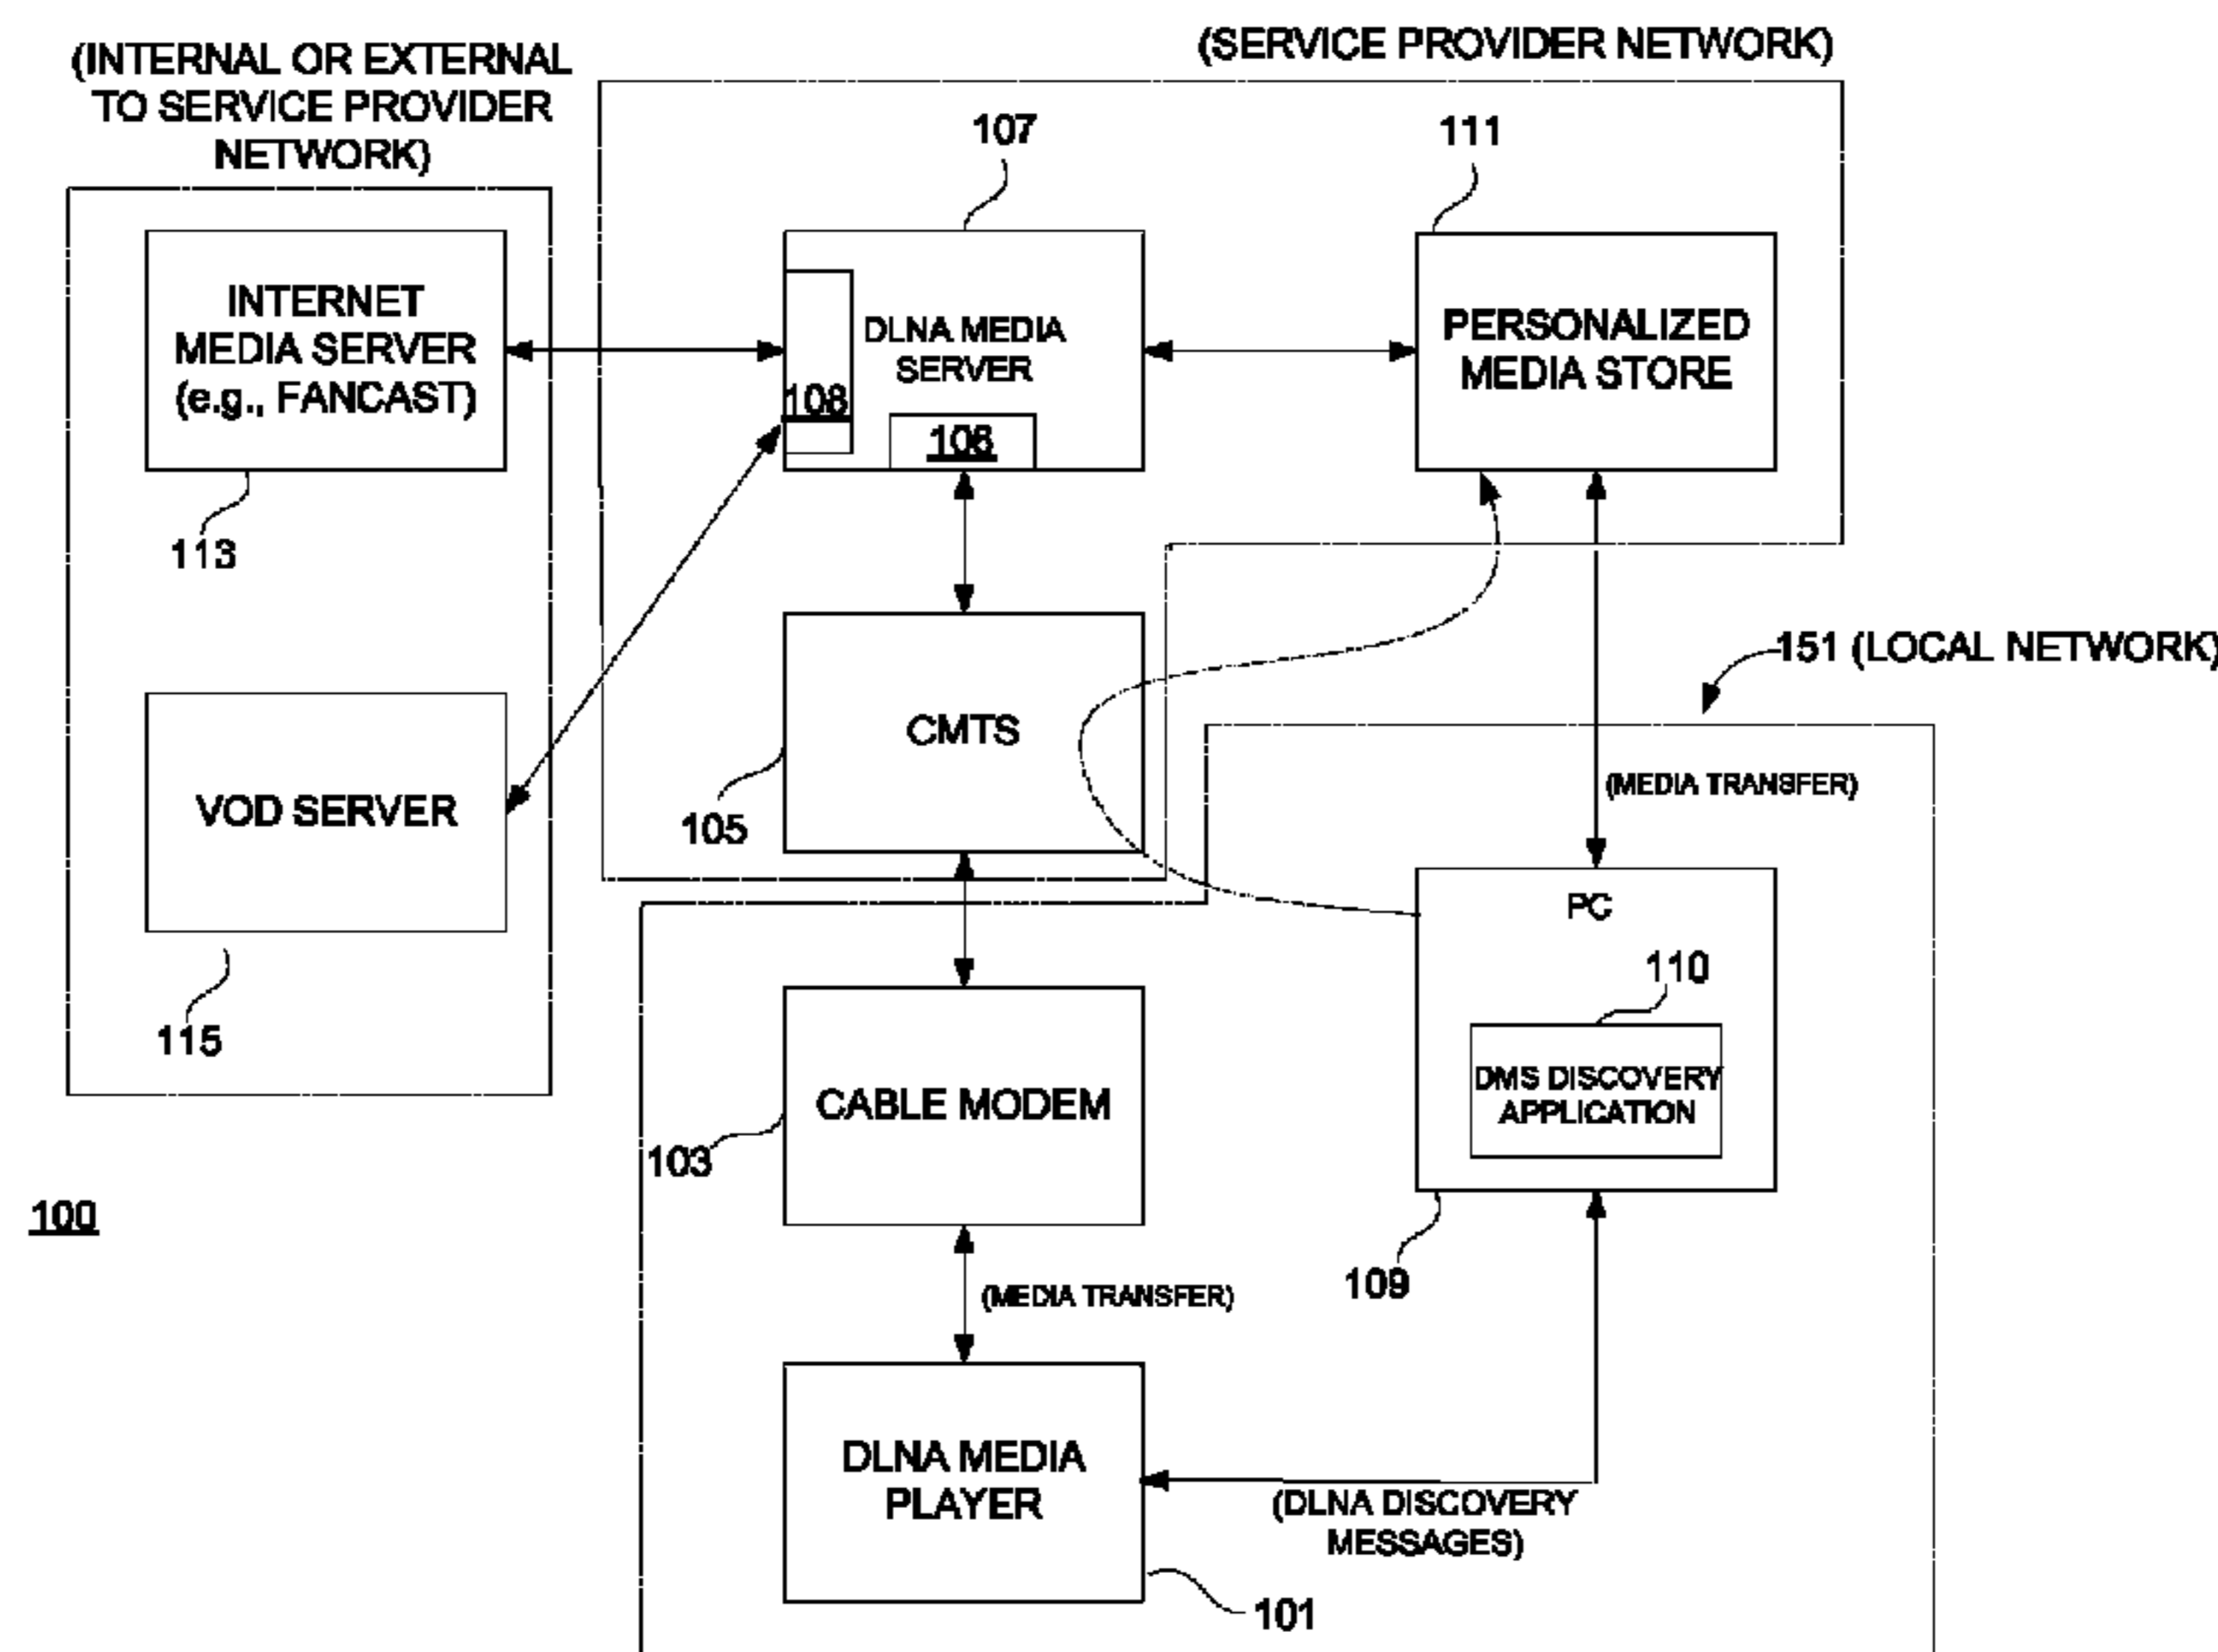 (INTERNAL OR EXTERNAL
TO SERVICE PROVIDER
NETWORK)
(SERVICE PROVIDER NETWORK)
107
111
INTERNET
MEDIA SERVER
(e.g., FANCAST)
113
108
DLNA MEDIA
SERVER
106
PERSONALIZED
MEDIA STORE
151 (LOCAL NETWORK)
CMTS
105
VOD SERVER
115
(MEDIA TRANSFER)
PC
110
DMS DISCOVERY
APPLICATION
109
CABLE MODEM
103
100
(MEDIA TRANSFER)
DLNA MEDIA
PLAYER
(DLNA DISCOVERY
MESSAGES)
101